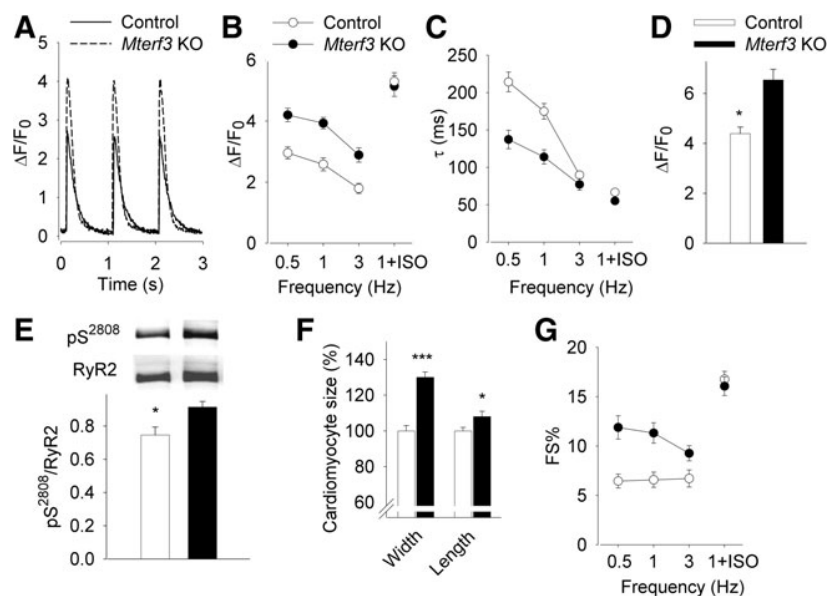 A
Control
Mterf3 KO
5
4
3
2
1
0
ΔF/F0
0 1 2 3
Time (s)
B
Control
Mterf3 KO
6
4
2
0
ΔF/F0
0.5 1 3 1+ISO
Frequency (Hz)
C
250
200
150
100
50
0
τ (ms)
0.5 1 3 1+ISO
Frequency (Hz)
D
Control
Mterf3 KO
6
4
2
0
ΔF/F0
*
E
pS2808
RyR2
0.8
0.6
0.4
0.2
0.0
pS2808/RyR2
*
F
140
120
100
80
60
Cardiomyocyte size (%)
***
*
Width
Length
G
20
15
10
5
0
FS%
0.5 1 3 1+ISO
Frequency (Hz)